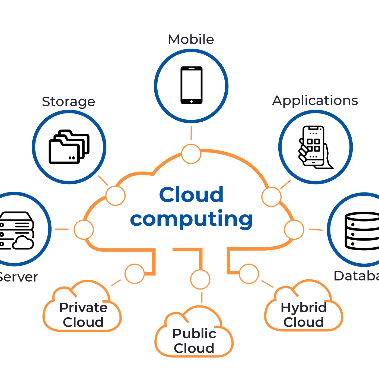 Mobile
Storage
Applications
Cloud
computing
Server
Databa
Private
Cloud
Public
Cloud
Hybrid
Cloud